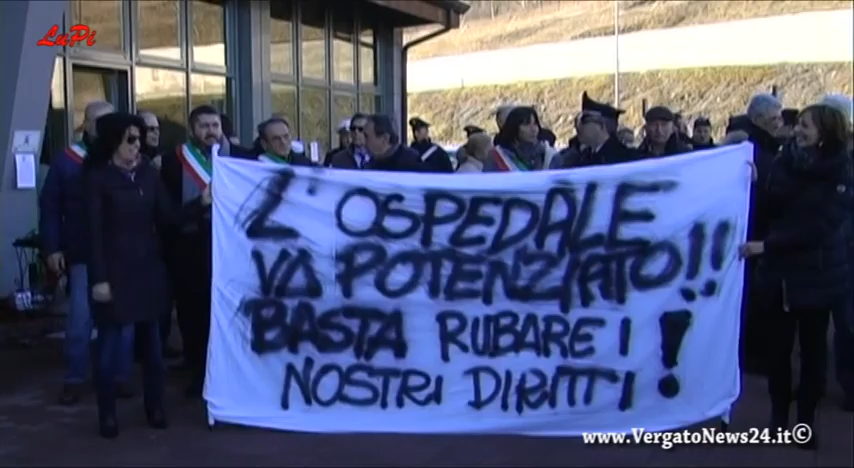 LuPi
L'OSPEDALE
VA POTENZIATO!!
BASTA RUBARE I
NOSTRI DIRITTI!
www.VergatoNews24.it©